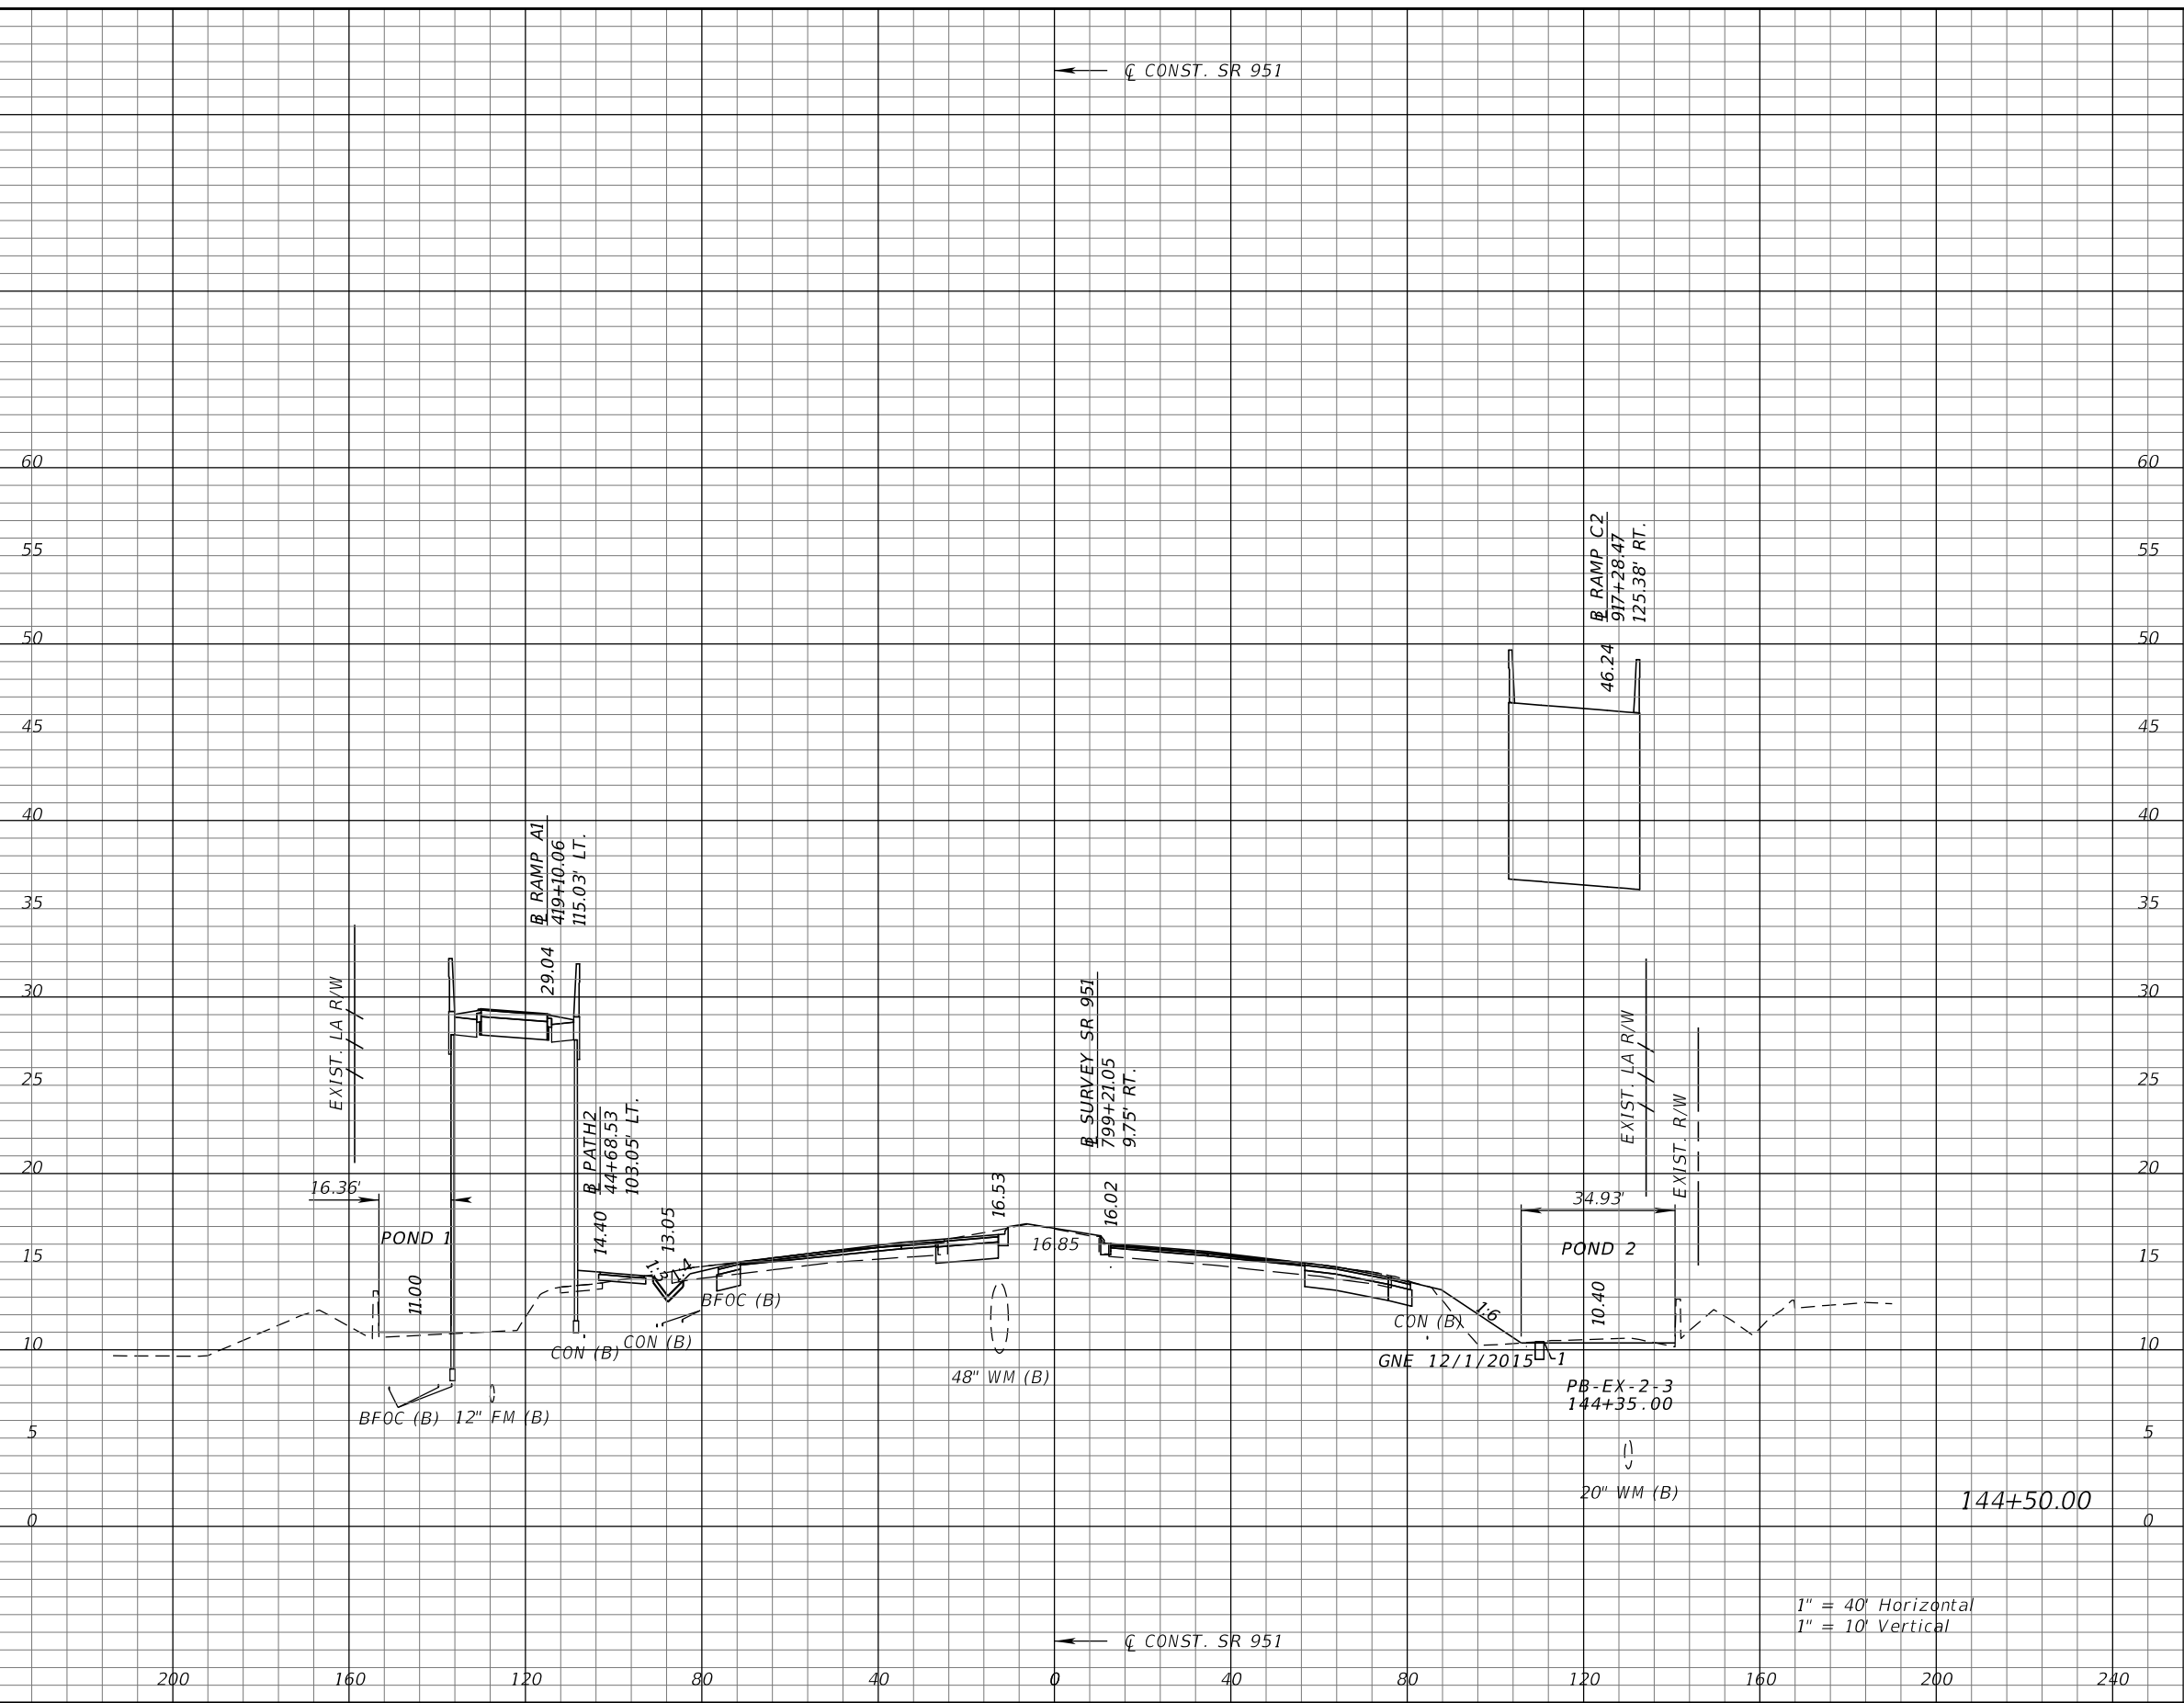 ℄ CONST. SR 951
60
60
55
55
50
50
45
45
40
40
35
35
30
30
25
25
20
20
15
15
10
10
5
5
0
0
℄ RAMP C2
917+28.47
125.38' RT.
46.24
℄ RAMP A1
419+10.06
115.03' LT.
29.04
EXIST. LA R/W
℄ SURVEY SR 951
799+21.05
9.75' RT.
EXIST. LA R/W
EXIST. R/W
℄ PATH2
44+68.53
103.05' LT.
16.36'
34.93'
14.40
13.05
16.53
16.02
16.85
POND 1
POND 2
11.00
10.40
1:3
1:4
1:6
BFOC (B)
CON (B)
CON (B)
CON (B)
48" WM (B)
GNE 12/1/2015
1
PB-EX-2-3
144+35.00
BFOC (B)
12" FM (B)
20" WM (B)
144+50.00
1" = 40' Horizontal
1" = 10' Vertical
℄ CONST. SR 951
200 160 120 80 40 0 40 80 120 160 200 240